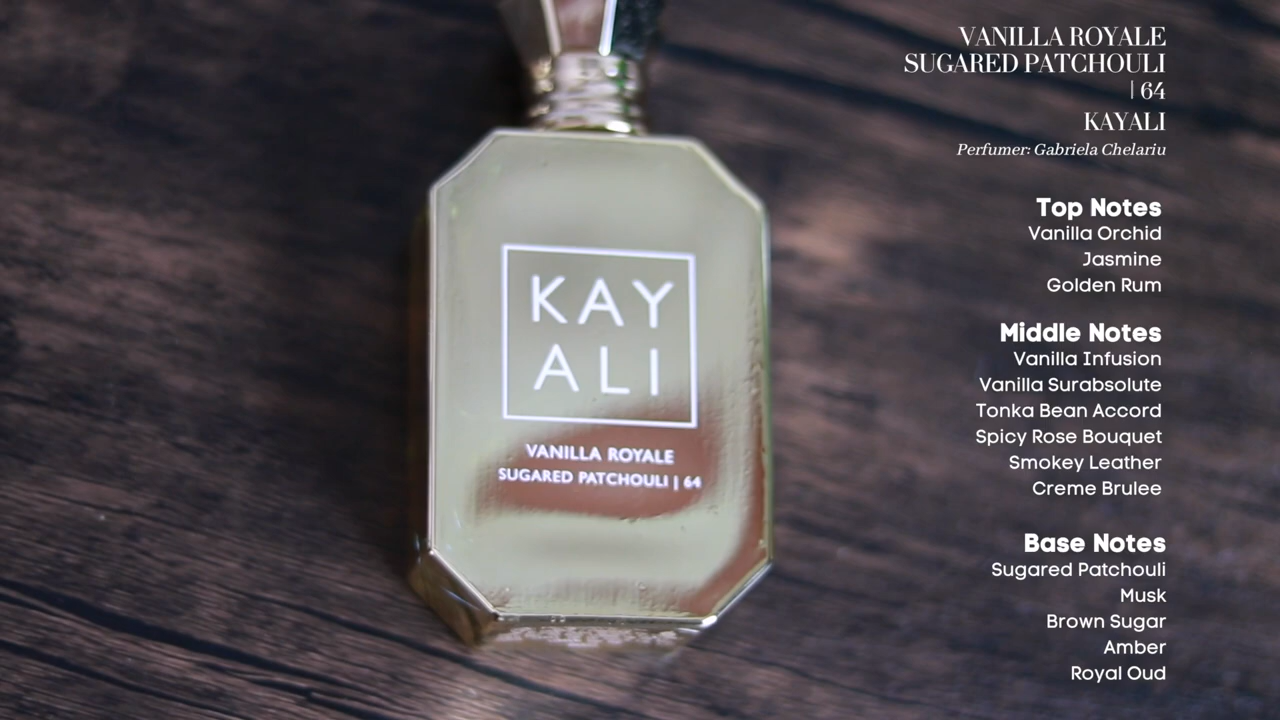 KAY
ALI
VANILLA ROYALE
SUGARED PATCHOULI | 64
VANILLA ROYALE
SUGARED PATCHOULI
| 64
KAYALI
Perfumer: Gabriela Chelariu
Top Notes
Vanilla Orchid
Jasmine
Golden Rum
Middle Notes
Vanilla Infusion
Vanilla Surabsolute
Tonka Bean Accord
Spicy Rose Bouquet
Smokey Leather
Creme Brulee
Base Notes
Sugared Patchouli
Musk
Brown Sugar
Amber
Royal Oud